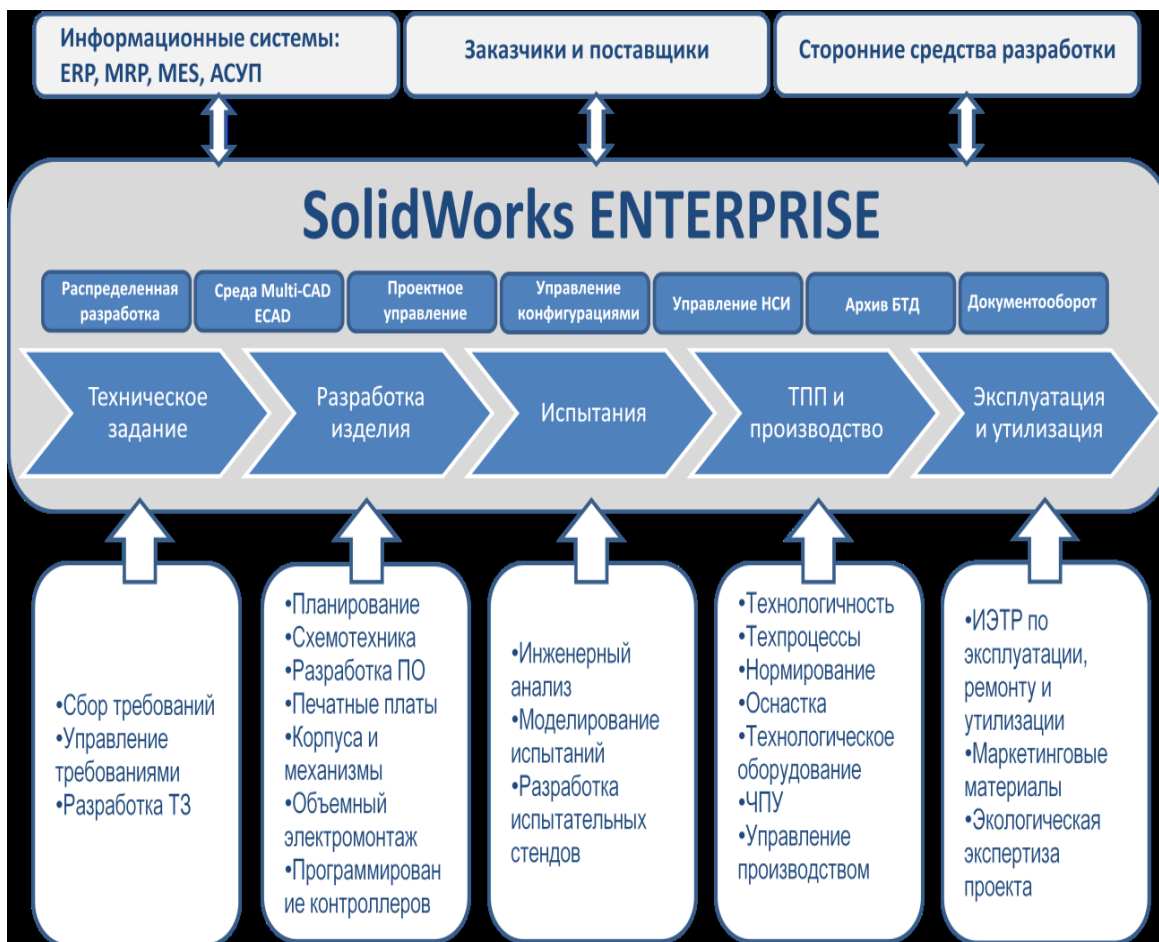 Информационные системы:
ERP, MRP, MES, АСУП
Заказчики и поставщики
Сторонние средства разработки
SolidWorks ENTERPRISE
Распределенная
разработка
Среда Multi-CAD
ECAD
Проектное
управление
Управление
конфигурациями
Управление НСИ
Архив БТД
Документооборот
Техническое
задание
Разработка
изделия
Испытания
ТПП и
производство
Эксплуатация
и утилизация
•Сбор требований
•Управление
требованиями
•Разработка ТЗ
•Планирование
•Схемотехника
•Разработка ПО
•Печатные платы
•Корпуса и
механизмы
•Объемный
электромонтаж
•Программирован
ие контроллеров
•Инженерный
анализ
•Моделирование
испытаний
•Разработка
испытательных
стендов
•Технологичность
•Техпроцессы
•Нормирование
•Оснастка
•Технологическое
оборудование
•ЧПУ
•Управление
производством
•ИЭТР по
эксплуатации,
ремонту и
утилизации
•Маркетинговые
материалы
•Экологическая
экспертиза
проекта